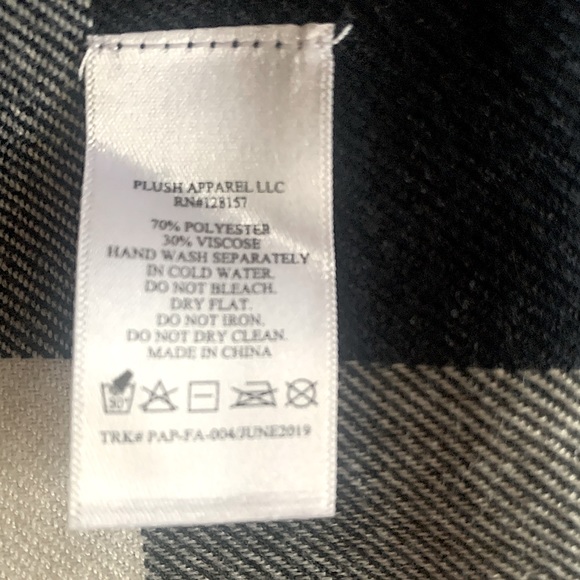 PLUSH APPAREL LLC
RN#128157
70% POLYESTER
30% VISCOSE
HAND WASH SEPARATELY
IN COLD WATER.
DO NOT BLEACH.
DRY FLAT.
DO NOT IRON.
DO NOT DRY CLEAN.
MADE IN CHINA
30°
TRK# PAP-FA-004/JUNE2019